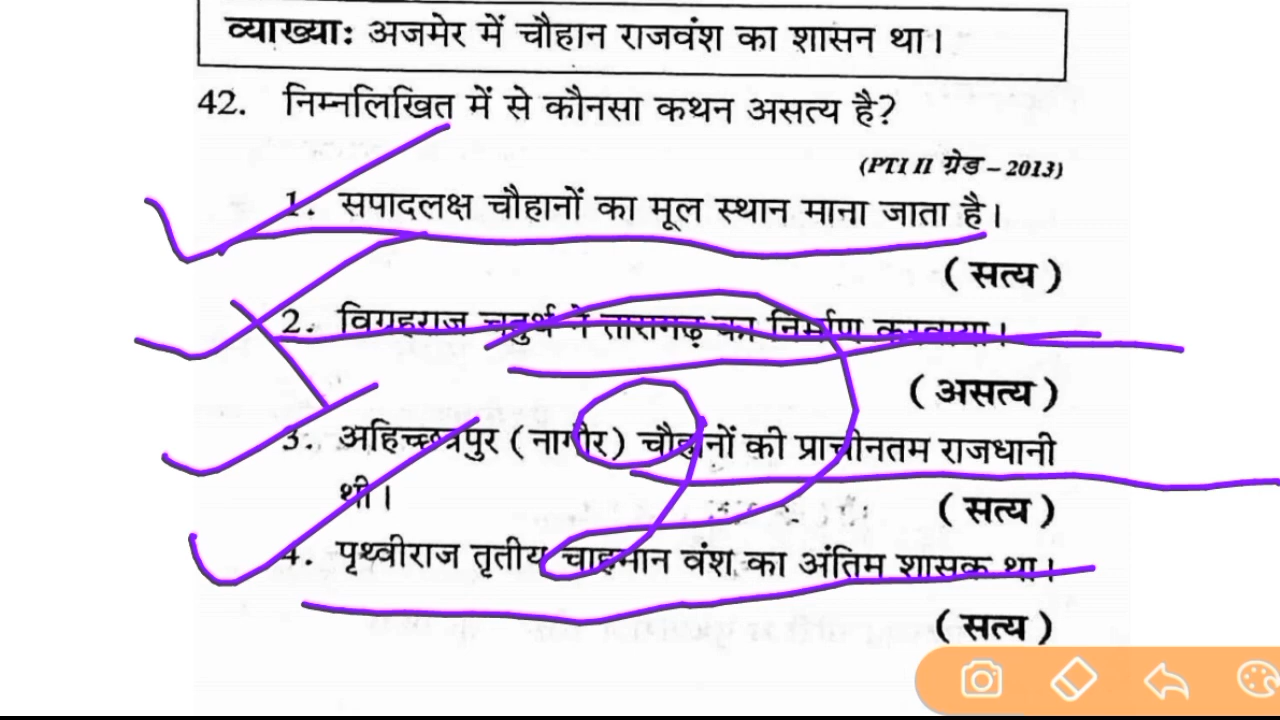 व्याख्याः अजमेर में चौहान राजवंश का शासन था।
42. निम्नलिखित में से कौनसा कथन असत्य है?
(PTI II ग्रेड – 2013)
1. सपादलक्ष चौहानों का मूल स्थान माना जाता है।
( सत्य )
2. विग्रहराज चतुर्थ ने तारागढ़ का निर्माण करवाया।
( असत्य )
3. अहिच्छत्रपुर ( नागौर) चौहानों की प्राचीनतम राजधानी
थी।
( सत्य )
4. पृथ्वीराज तृतीय चाहमान वंश का अंतिम शासक था।
( सत्य )